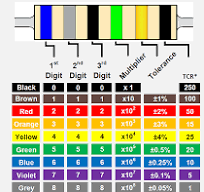 1st Digit 2nd Digit 3rd Digit Multiplier Tolerance TCR*
Black 0 0 0 x 1 250
Brown 1 1 1 x10 ±1% 100
Red 2 2 2 x10² ±2% 50
Orange 3 3 3 x10³ ±3% 15
Yellow 4 4 4 x10⁴ ±4% 25
Green 5 5 5 x10⁵ ±0.5% 20
Blue 6 6 6 x10⁶ ±0.25% 10
Violet 7 7 7 x10⁷ ±0.1% 5
Grey 8 8 8 x10⁸ ±0.05% 1